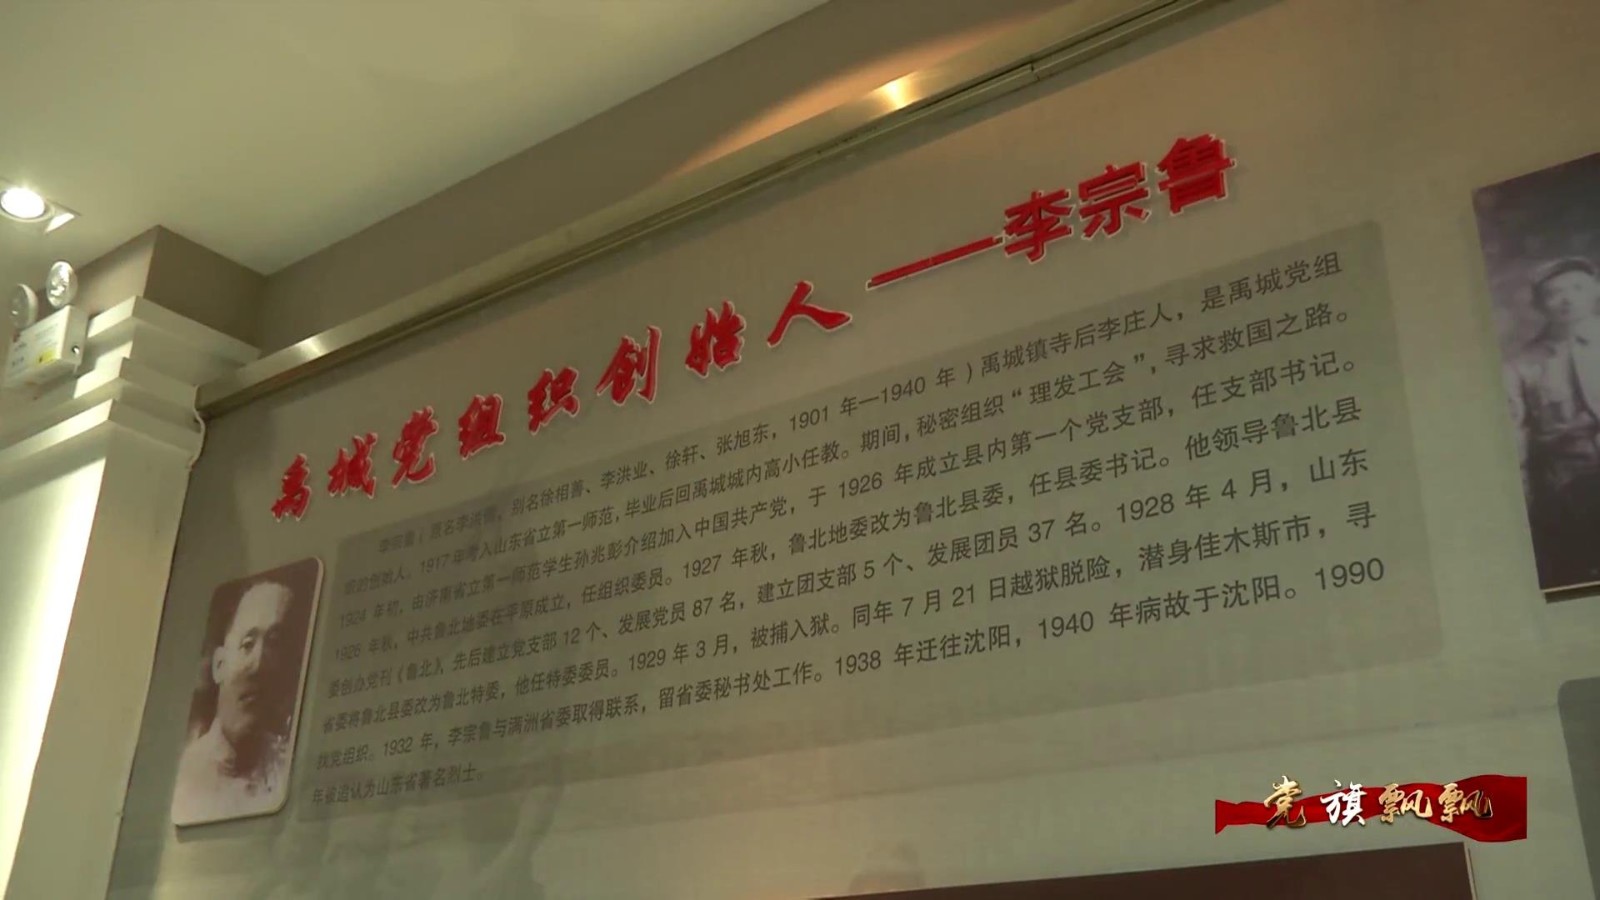 禹城党组织创始人——李宗鲁
李宗鲁(原名李洪儒，别名徐相善、李洪业、徐轩、张旭东，1901 年—1940 年)禹城镇寺后李庄人，是禹城党组
织的创始人。1917年考入山东省立第一师范，毕业后回禹城城内高小任教。期间，秘密组织“理发工会”，寻求救国之路。
1924 年初，由济南省立第一师范学生孙兆彭介绍加入中国共产党，于 1926 年成立县内第一个党支部，任支部书记。
1926 年秋，中共鲁北地委在平原成立，任组织委员。1927 年秋，鲁北地委改为鲁北县委，任县委书记。他领导鲁北县
委创办党刊《鲁北》，先后建立党支部 12 个、发展党员 87 名，建立团支部 5 个、发展团员 37 名。1928 年 4 月，山东
省委将鲁北县委改为鲁北特委，他任特委委员。1929 年 3 月，被捕入狱。同年 7 月 21 日越狱脱险，潜身佳木斯市，寻
找党组织。1932 年，李宗鲁与满洲省委取得联系，留省委秘书处工作。1938 年迁往沈阳，1940 年病故于沈阳。1990
年被追认为山东省著名烈士。
党旗飘飘